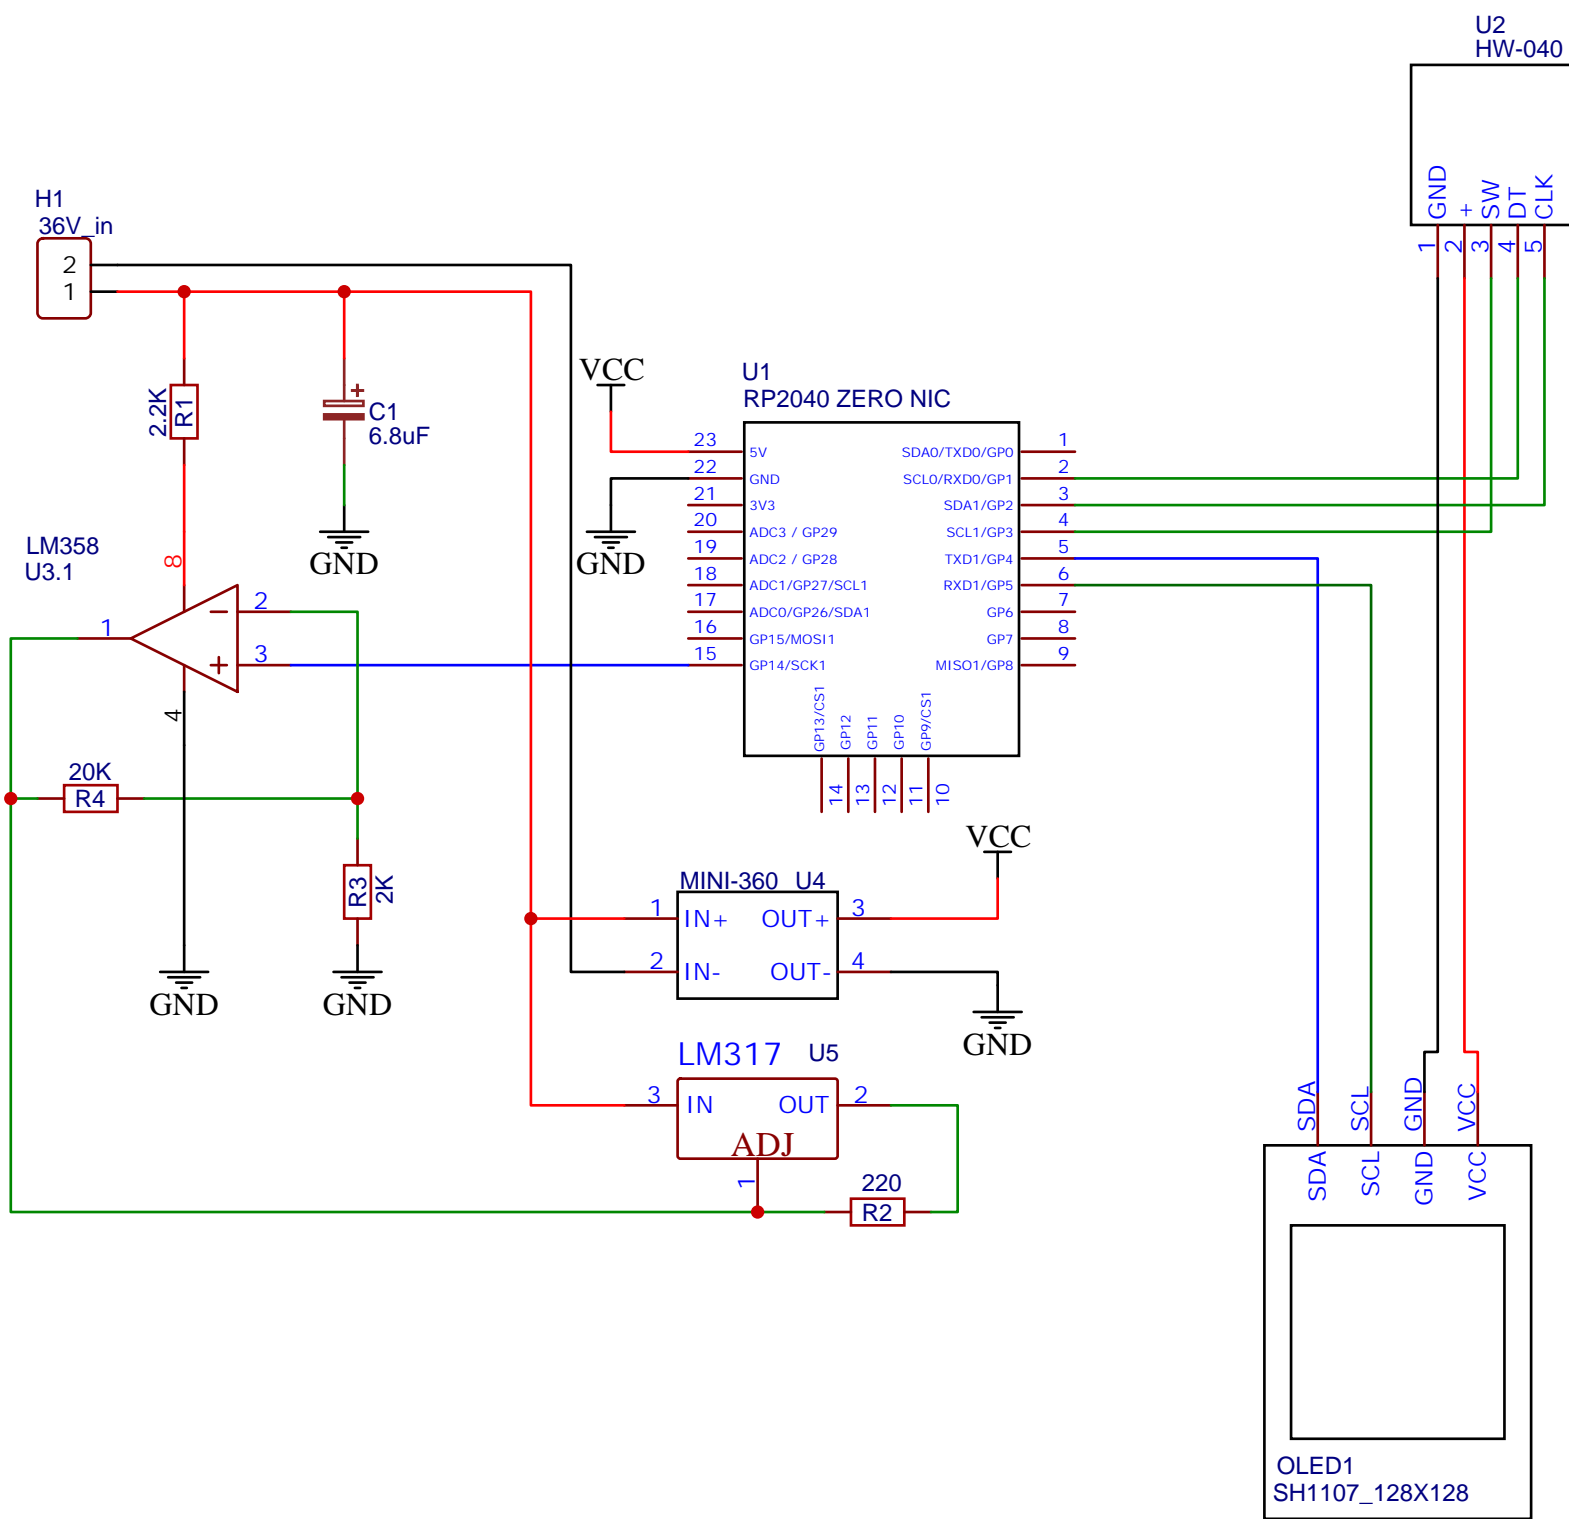 U2
HW-040
GND
+
SW
DT
CLK
1
2
3
4
5
H1
36V_in
2
1
2.2K
R1
+
C1
6.8uF
GND
VCC
GND
U1
RP2040 ZERO NIC
23
22
21
20
19
18
17
16
15
5V
GND
3V3
ADC3 / GP29
ADC2 / GP28
ADC1/GP27/SCL1
ADC0/GP26/SDA1
GP15/MOSI1
GP14/SCK1
SDA0/TXD0/GP0
SCL0/RXD0/GP1
SDA1/GP2
SCL1/GP3
TXD1/GP4
RXD1/GP5
GP6
GP7
MISO1/GP8
1
2
3
4
5
6
7
8
9
GP13/CS1
GP12
GP11
GP10
GP9/CS1
14
13
12
11
10
LM358
U3.1
8
1
2
3
4
−
+
20K
R4
R3
2K
GND
GND
VCC
MINI-360 U4
1 IN+ OUT+ 3
2 IN- OUT- 4
GND
LM317 U5
3 IN OUT 2
ADJ
1
220
R2
SDA
SCL
GND
VCC
SDA
SCL
GND
VCC
OLED1
SH1107_128X128